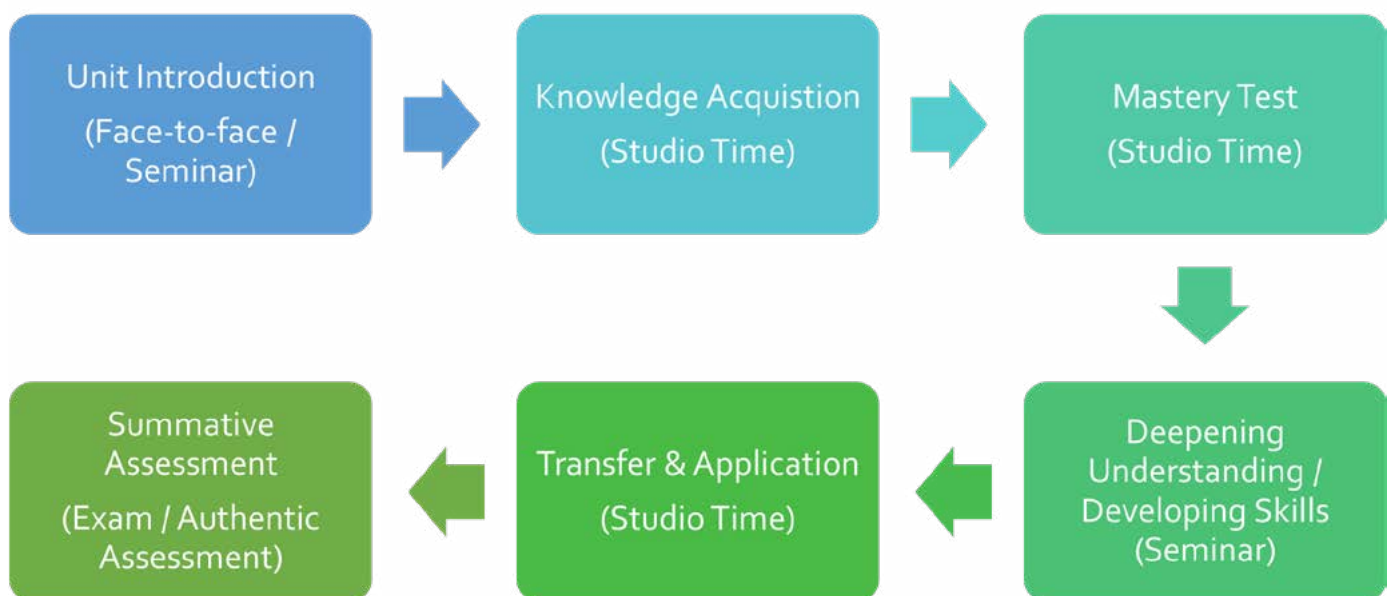 Unit Introduction
(Face-to-face /
Seminar)
Knowledge Acquistion
(Studio Time)
Mastery Test
(Studio Time)
Deepening
Understanding /
Developing Skills
(Seminar)
Transfer & Application
(Studio Time)
Summative
Assessment
(Exam / Authentic
Assessment)